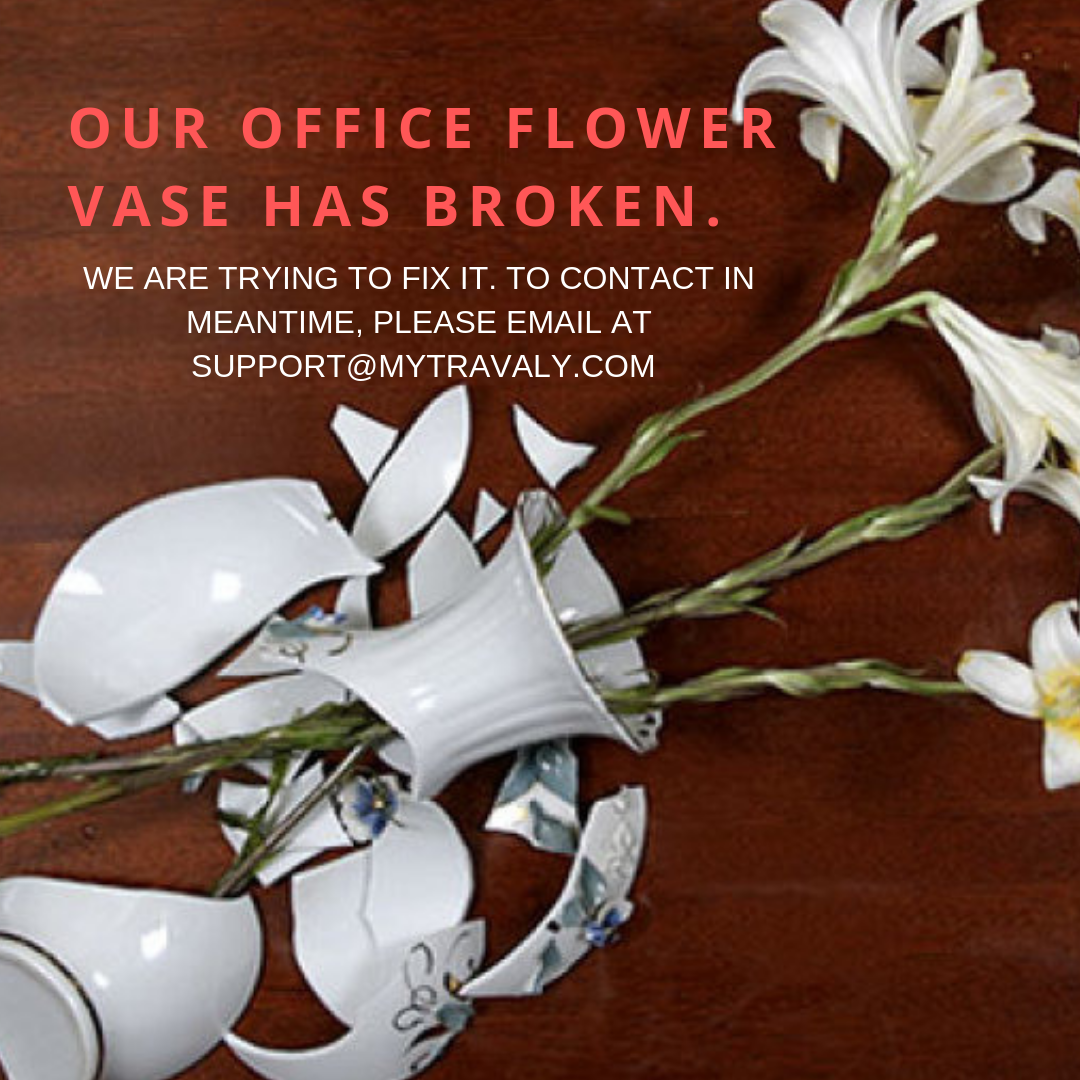 OUR OFFICE FLOWER
VASE HAS BROKEN.
WE ARE TRYING TO FIX IT. TO CONTACT IN
MEANTIME, PLEASE EMAIL AT
SUPPORT@MYTRAVALY.COM